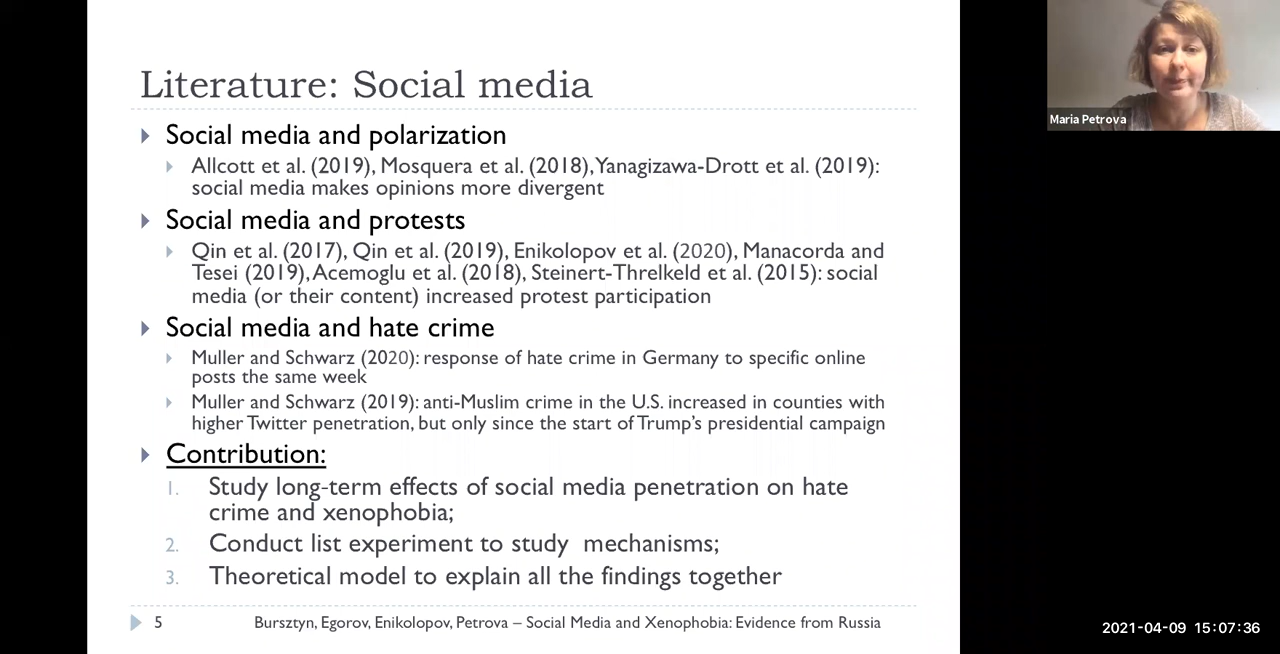 Literature: Social media
Social media and polarization
Allcott et al. (2019), Mosquera et al. (2018), Yanagizawa-Drott et al. (2019):
social media makes opinions more divergent
Social media and protests
Qin et al. (2017), Qin et al. (2019), Enikolopov et al. (2020), Manacorda and
Tesei (2019), Acemoglu et al. (2018), Steinert-Threlkeld et al. (2015): social
media (or their content) increased protest participation
Social media and hate crime
Muller and Schwarz (2020): response of hate crime in Germany to specific online
posts the same week
Muller and Schwarz (2019): anti-Muslim crime in the U.S. increased in counties with
higher Twitter penetration, but only since the start of Trump's presidential campaign
Contribution:
1. Study long-term effects of social media penetration on hate
crime and xenophobia;
2. Conduct list experiment to study mechanisms;
3. Theoretical model to explain all the findings together
5 Bursztyn, Egorov, Enikolopov, Petrova – Social Media and Xenophobia: Evidence from Russia
Maria Petrova
2021-04-09 15:07:36